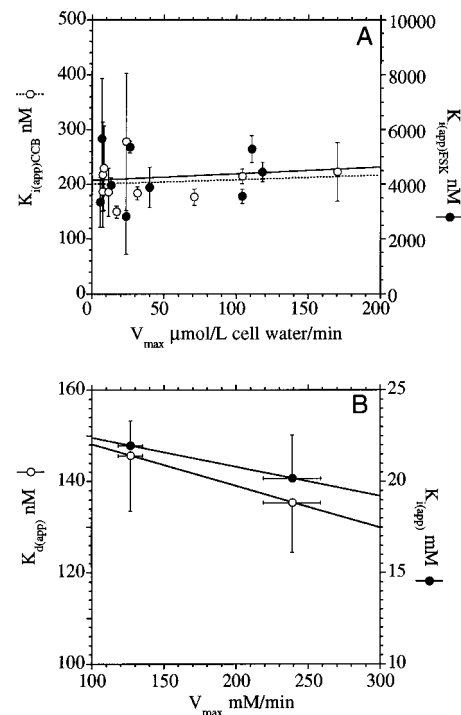 A
500
400
300
200
100
0
K i(app)CCB nM
10000
8000
6000
4000
2000
0
K i(app)FSK nM
0 50 100 150 200
V max μmol/L cell water/min
B
160
140
120
100
K d(app) nM
25
20
15
10
K i(app) mM
100 150 200 250 300
V max mM/min